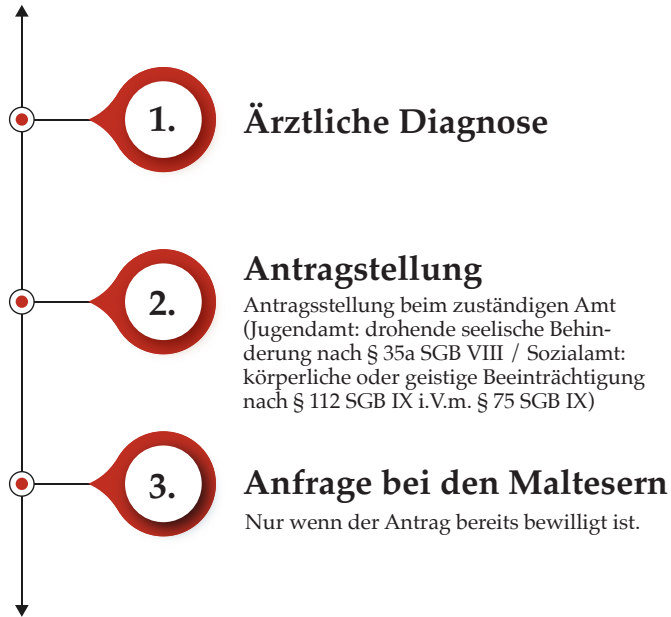 1.
Ärztliche Diagnose
2.
Antragstellung
Antragsstellung beim zuständigen Amt
(Jugendamt: drohende seelische Behin-
derung nach § 35a SGB VIII / Sozialamt:
körperliche oder geistige Beeinträchtigung
nach § 112 SGB IX i.V.m. § 75 SGB IX)
3.
Anfrage bei den Maltesern
Nur wenn der Antrag bereits bewilligt ist.